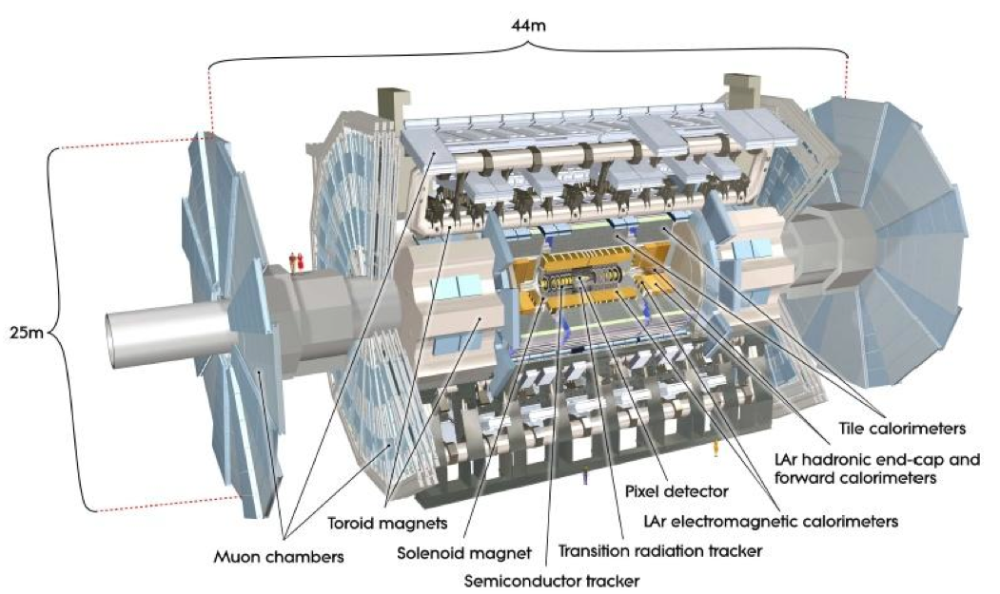 44m
25m
Tile calorimeters
LAr hadronic end-cap and
forward calorimeters
Pixel detector
LAr electromagnetic calorimeters
Toroid magnets
Muon chambers
Solenoid magnet
Transition radiation tracker
Semiconductor tracker